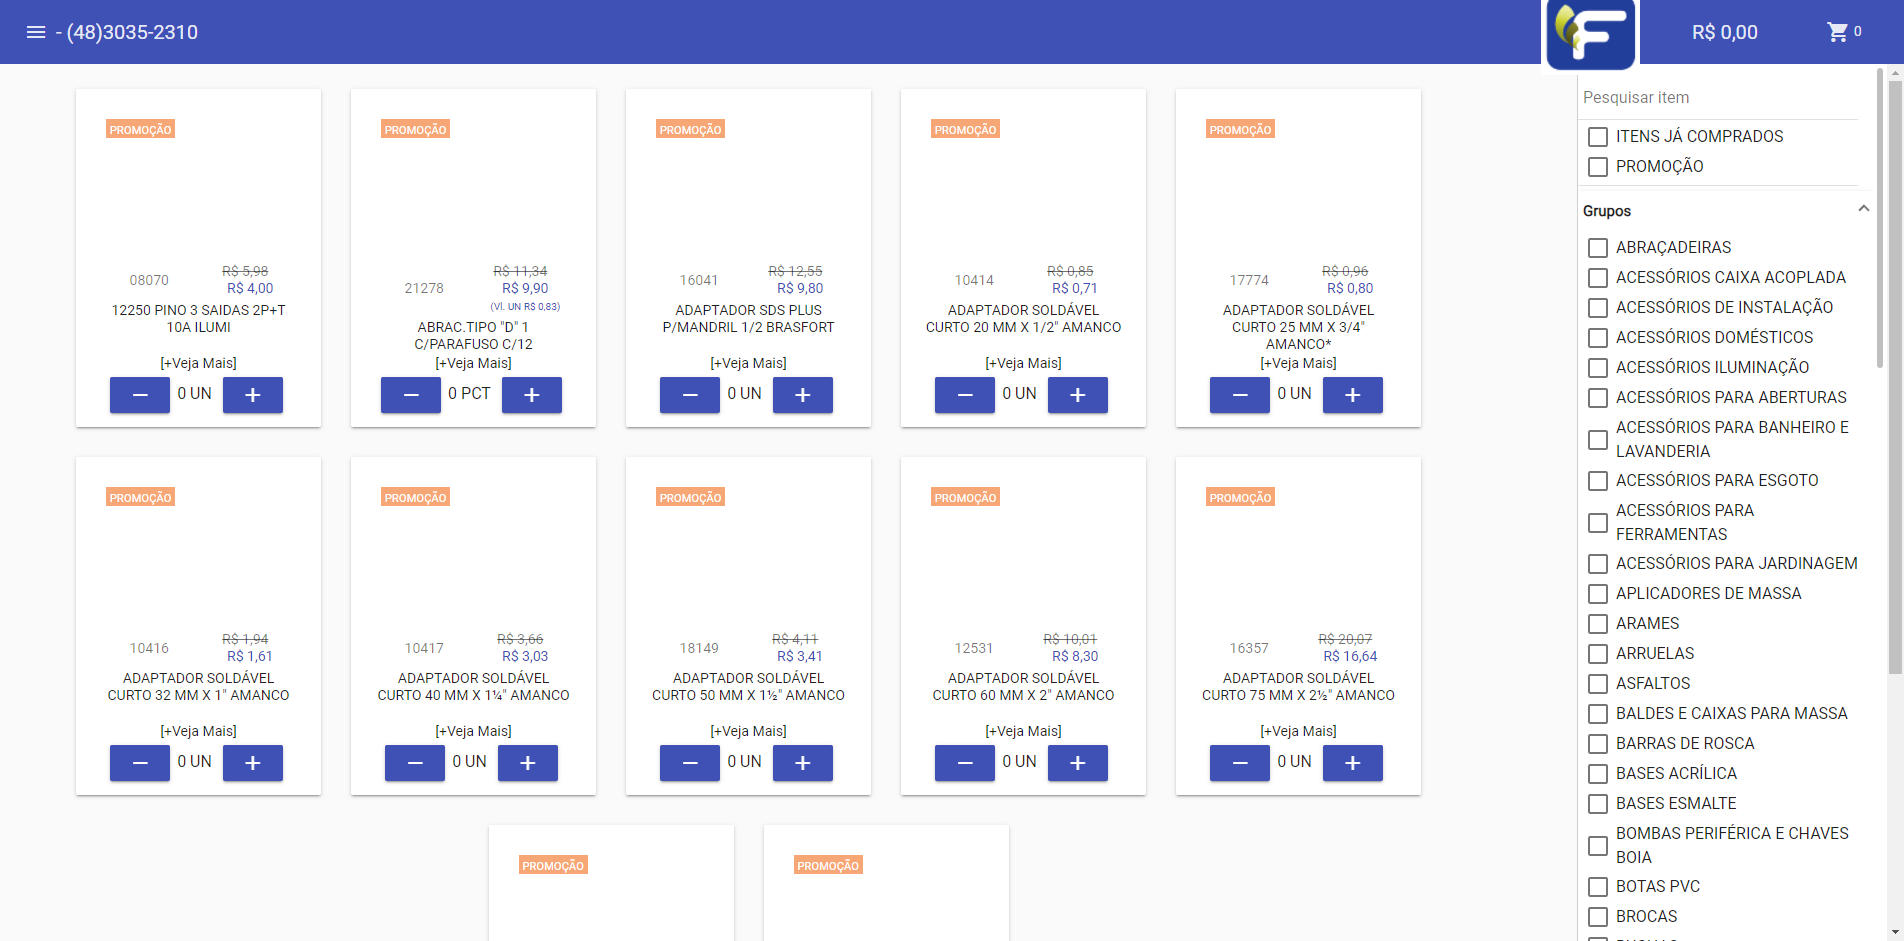 - (48)3035-2310
F
R$ 0,00
0
PROMOÇÃO
08070
R$ 5,98
R$ 4,00
12250 PINO 3 SAIDAS 2P+T
10A ILUMI
[+Veja Mais]
0 UN
PROMOÇÃO
21278
R$ 11,34
R$ 9,90
(Vl. UN R$ 0,83)
ABRAC.TIPO "D" 1
C/PARAFUSO C/12
[+Veja Mais]
0 PCT
PROMOÇÃO
16041
R$ 12,55
R$ 9,80
ADAPTADOR SDS PLUS
P/MANDRIL 1/2 BRASFORT
[+Veja Mais]
0 UN
PROMOÇÃO
10414
R$ 0,85
R$ 0,71
ADAPTADOR SOLDÁVEL
CURTO 20 MM X 1/2" AMANCO
[+Veja Mais]
0 UN
PROMOÇÃO
17774
R$ 0,96
R$ 0,80
ADAPTADOR SOLDÁVEL
CURTO 25 MM X 3/4"
AMANCO*
[+Veja Mais]
0 UN
PROMOÇÃO
10416
R$ 1,94
R$ 1,61
ADAPTADOR SOLDÁVEL
CURTO 32 MM X 1" AMANCO
[+Veja Mais]
0 UN
PROMOÇÃO
10417
R$ 3,66
R$ 3,03
ADAPTADOR SOLDÁVEL
CURTO 40 MM X 1¼" AMANCO
[+Veja Mais]
0 UN
PROMOÇÃO
18149
R$ 4,11
R$ 3,41
ADAPTADOR SOLDÁVEL
CURTO 50 MM X 1½" AMANCO
[+Veja Mais]
0 UN
PROMOÇÃO
12531
R$ 10,01
R$ 8,30
ADAPTADOR SOLDÁVEL
CURTO 60 MM X 2" AMANCO
[+Veja Mais]
0 UN
PROMOÇÃO
16357
R$ 20,07
R$ 16,64
ADAPTADOR SOLDÁVEL
CURTO 75 MM X 2½" AMANCO
[+Veja Mais]
0 UN
PROMOÇÃO
PROMOÇÃO
Pesquisar item
ITENS JÁ COMPRADOS
PROMOÇÃO
Grupos
ABRAÇADEIRAS
ACESSÓRIOS CAIXA ACOPLADA
ACESSÓRIOS DE INSTALAÇÃO
ACESSÓRIOS DOMÉSTICOS
ACESSÓRIOS ILUMINAÇÃO
ACESSÓRIOS PARA ABERTURAS
ACESSÓRIOS PARA BANHEIRO E
LAVANDERIA
ACESSÓRIOS PARA ESGOTO
ACESSÓRIOS PARA
FERRAMENTAS
ACESSÓRIOS PARA JARDINAGEM
APLICADORES DE MASSA
ARAMES
ARRUELAS
ASFALTOS
BALDES E CAIXAS PARA MASSA
BARRAS DE ROSCA
BASES ACRÍLICA
BASES ESMALTE
BOMBAS PERIFÉRICA E CHAVES
BOIA
BOTAS PVC
BROCAS